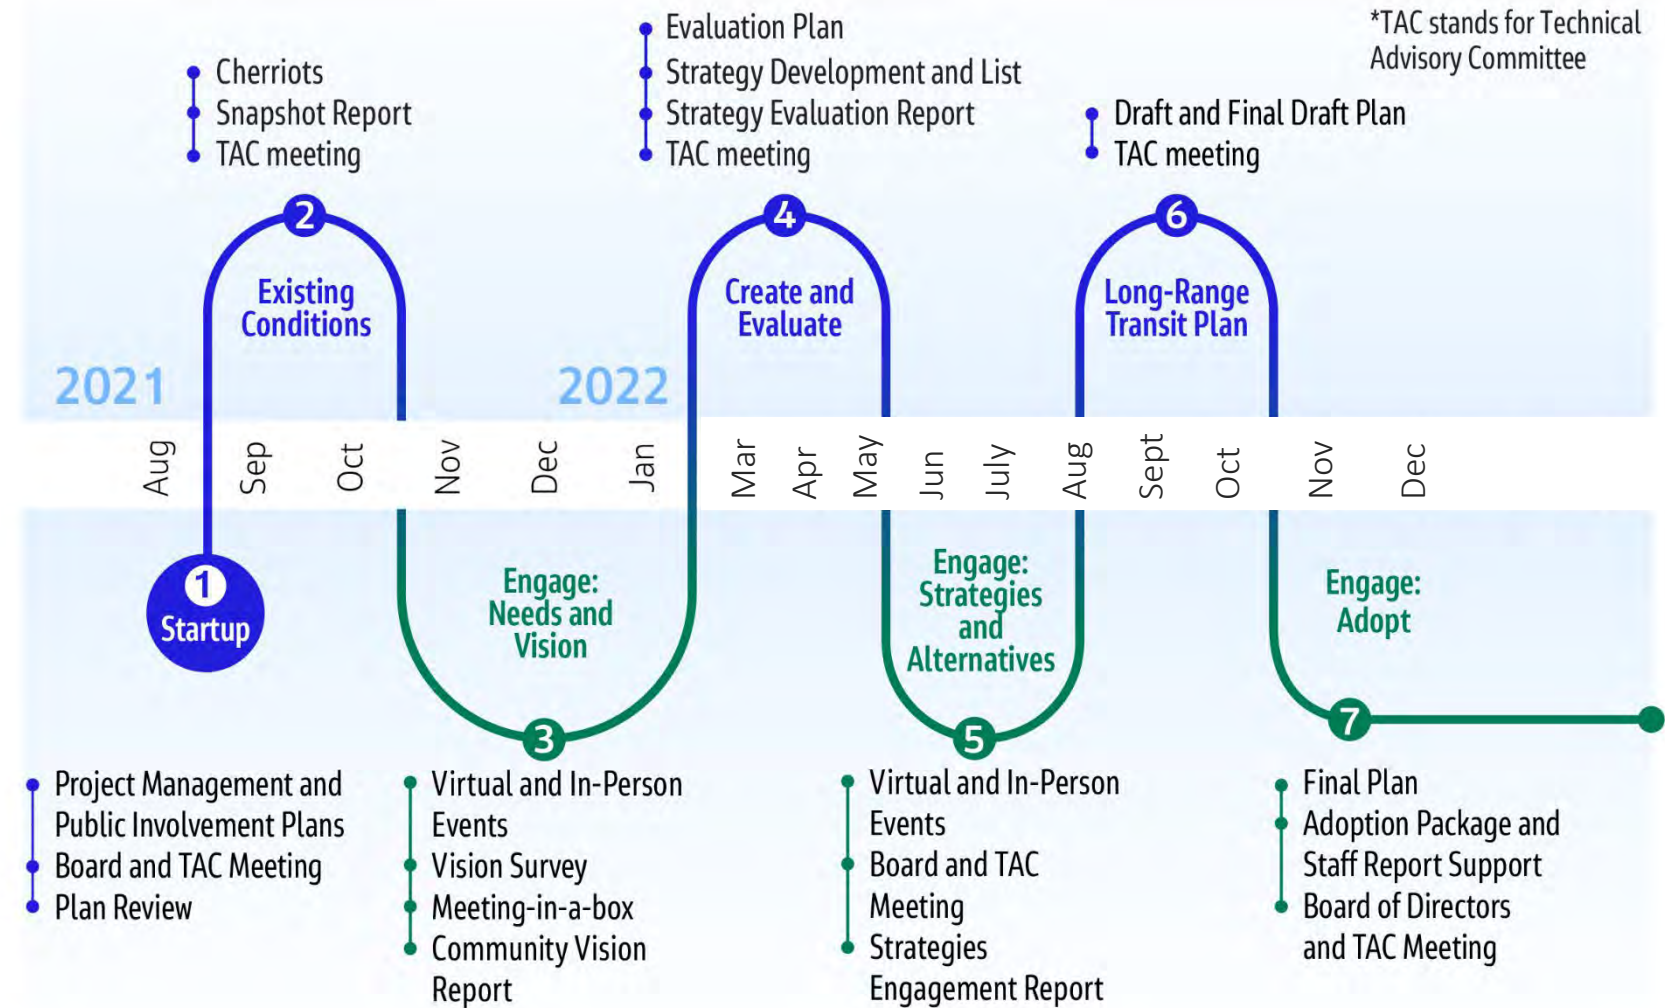 *TAC stands for Technical
Advisory Committee
Cherriots
Snapshot Report
TAC meeting
Evaluation Plan
Strategy Development and List
Strategy Evaluation Report
TAC meeting
Draft and Final Draft Plan
TAC meeting
2
Existing
Conditions
4
Create and
Evaluate
6
Long-Range
Transit Plan
2021
2022
Aug
Sep
Oct
Nov
Dec
Jan
Mar
Apr
May
Jun
July
Aug
Sept
Oct
Nov
Dec
1
Startup
Engage:
Needs and
Vision
3
Engage:
Strategies
and
Alternatives
5
Engage:
Adopt
7
Project Management and
Public Involvement Plans
Board and TAC Meeting
Plan Review
Virtual and In-Person
Events
Vision Survey
Meeting-in-a-box
Community Vision
Report
Virtual and In-Person
Events
Board and TAC
Meeting
Strategies
Engagement Report
Final Plan
Adoption Package and
Staff Report Support
Board of Directors
and TAC Meeting